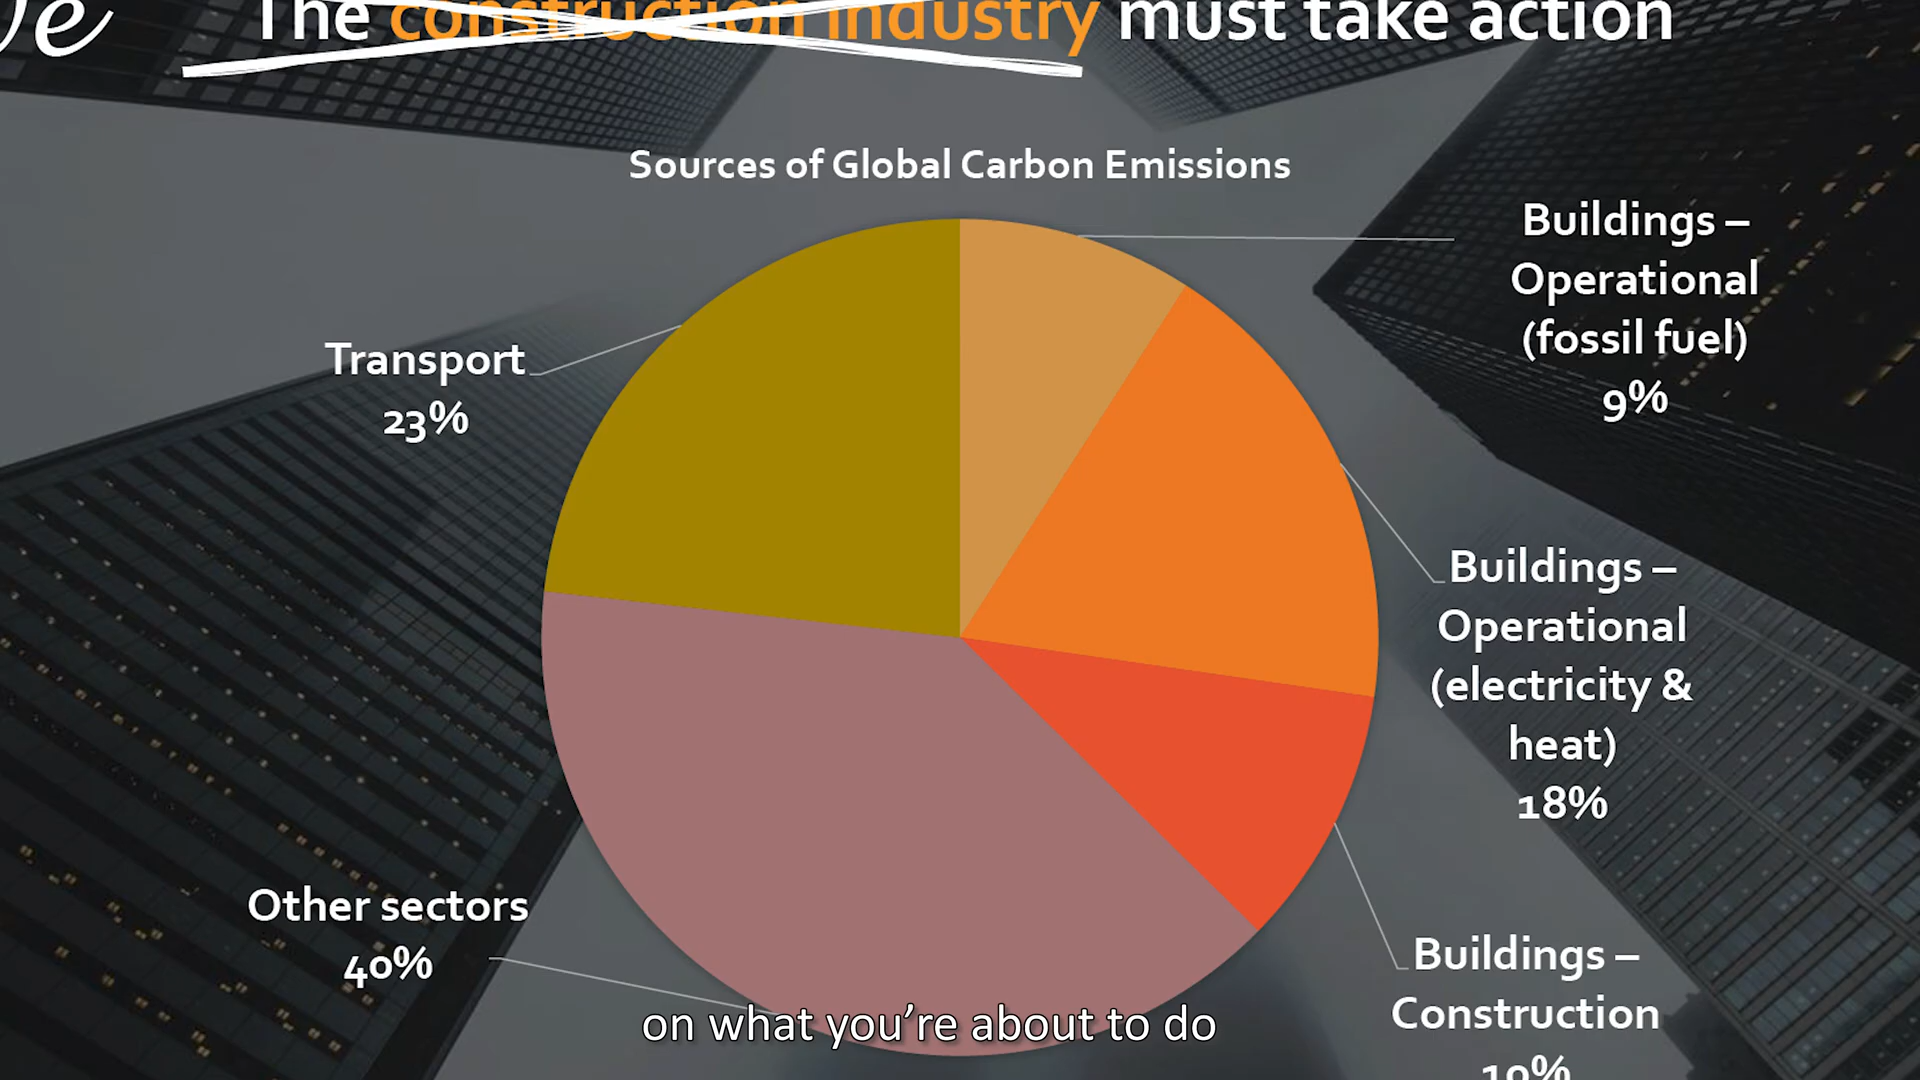 The construction industry must take action
Sources of Global Carbon Emissions
Buildings –
Operational
(fossil fuel)
9%
Transport
23%
Buildings –
Operational
(electricity &
heat)
18%
Other sectors
40%
Buildings –
Construction
10%
on what you're about to do